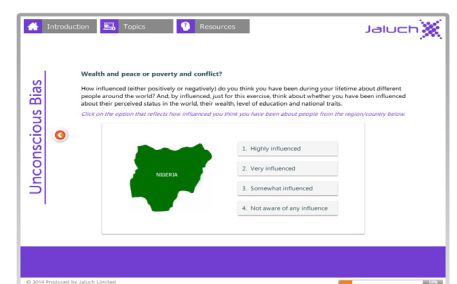 Introduction
Topics
Resources
Jaluch
Unconscious Bias
Wealth and peace or poverty and conflict?
How influenced (either positively or negatively) do you think you have been during your lifetime about different
people around the world? And, by influenced, just for this exercise, think about whether you have been influenced
about their perceived status in the world, their wealth, level of education and national traits.
Click on the option that reflects how influenced you think you have been about people from the region/country below.
NIGERIA
1. Highly influenced
2. Very influenced
3. Somewhat influenced
4. Not aware of any influence
© 2014 Produced by Jaluch Limited